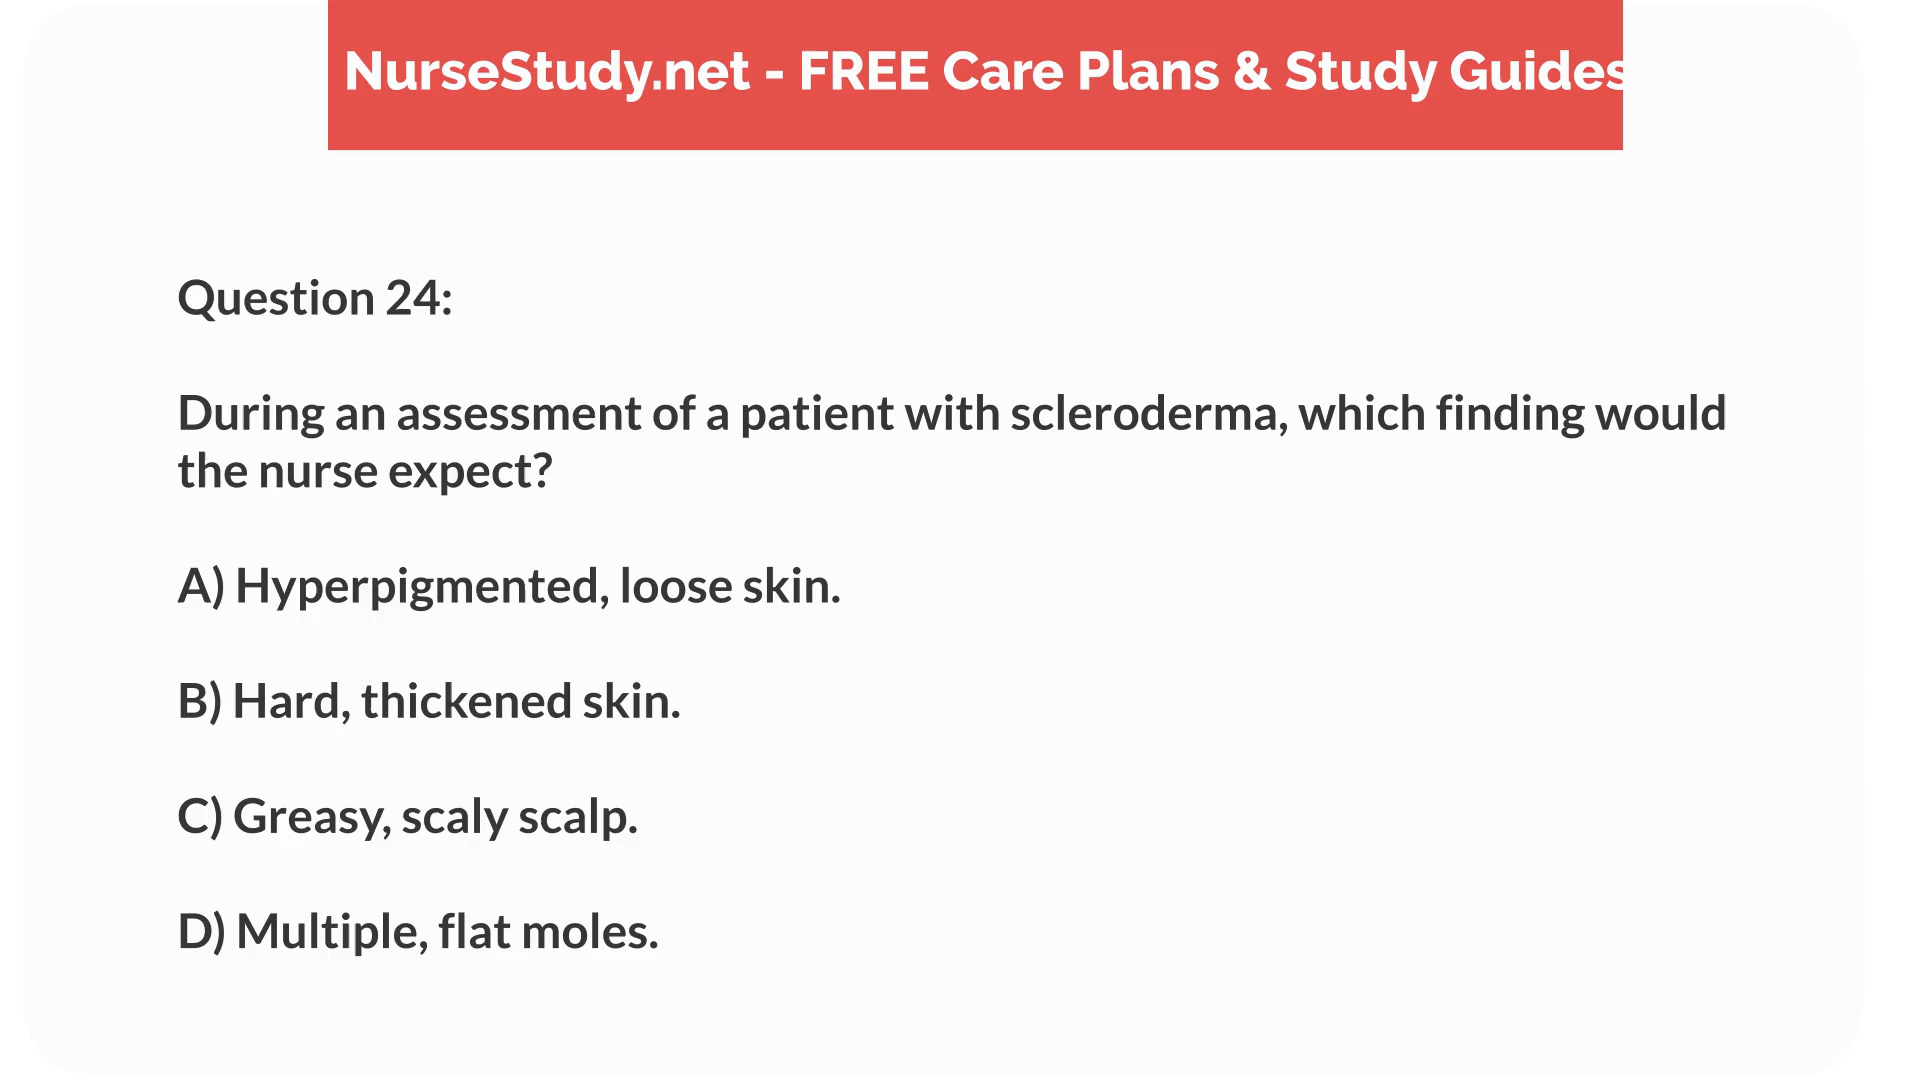 NurseStudy.net - FREE Care Plans & Study Guides
Question 24:
During an assessment of a patient with scleroderma, which finding would
the nurse expect?
A) Hyperpigmented, loose skin.
B) Hard, thickened skin.
C) Greasy, scaly scalp.
D) Multiple, flat moles.